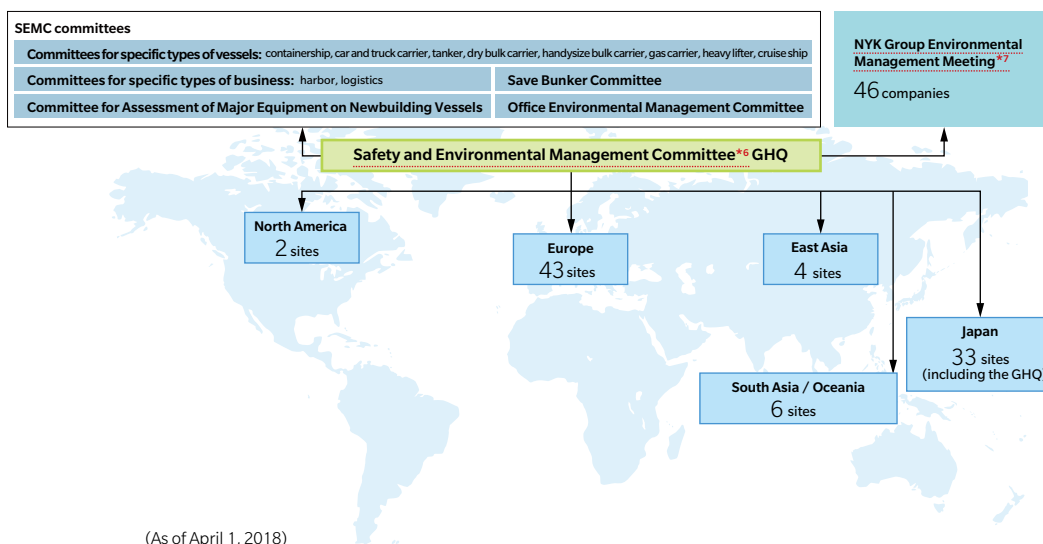 SEMC committees
Committees for specific types of vessels: containership, car and truck carrier, tanker, dry bulk carrier, handysize bulk carrier, gas carrier, heavy lifter, cruise ship
Committees for specific types of business: harbor, logistics
Save Bunker Committee
Committee for Assessment of Major Equipment on Newbuilding Vessels
Office Environmental Management Committee
NYK Group Environmental
Management Meeting*7
46 companies
Safety and Environmental Management Committee*6 GHQ
North America
2 sites
Europe
43 sites
East Asia
4 sites
Japan
33 sites
(including the GHQ)
South Asia / Oceania
6 sites
(As of April 1, 2018)